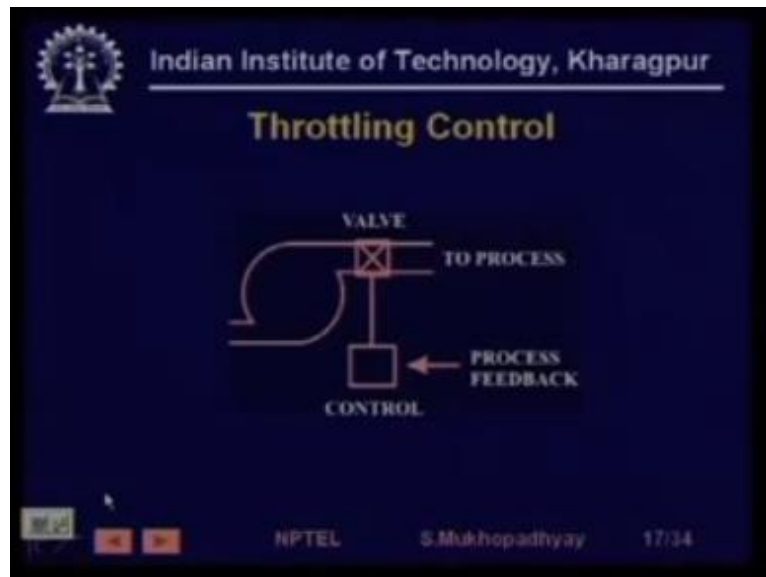 Indian Institute of Technology, Kharagpur
Throttling Control
VALVE
TO PROCESS
PROCESS
FEEDBACK
CONTROL
NPTEL S.Mukhopadhyay 17/34